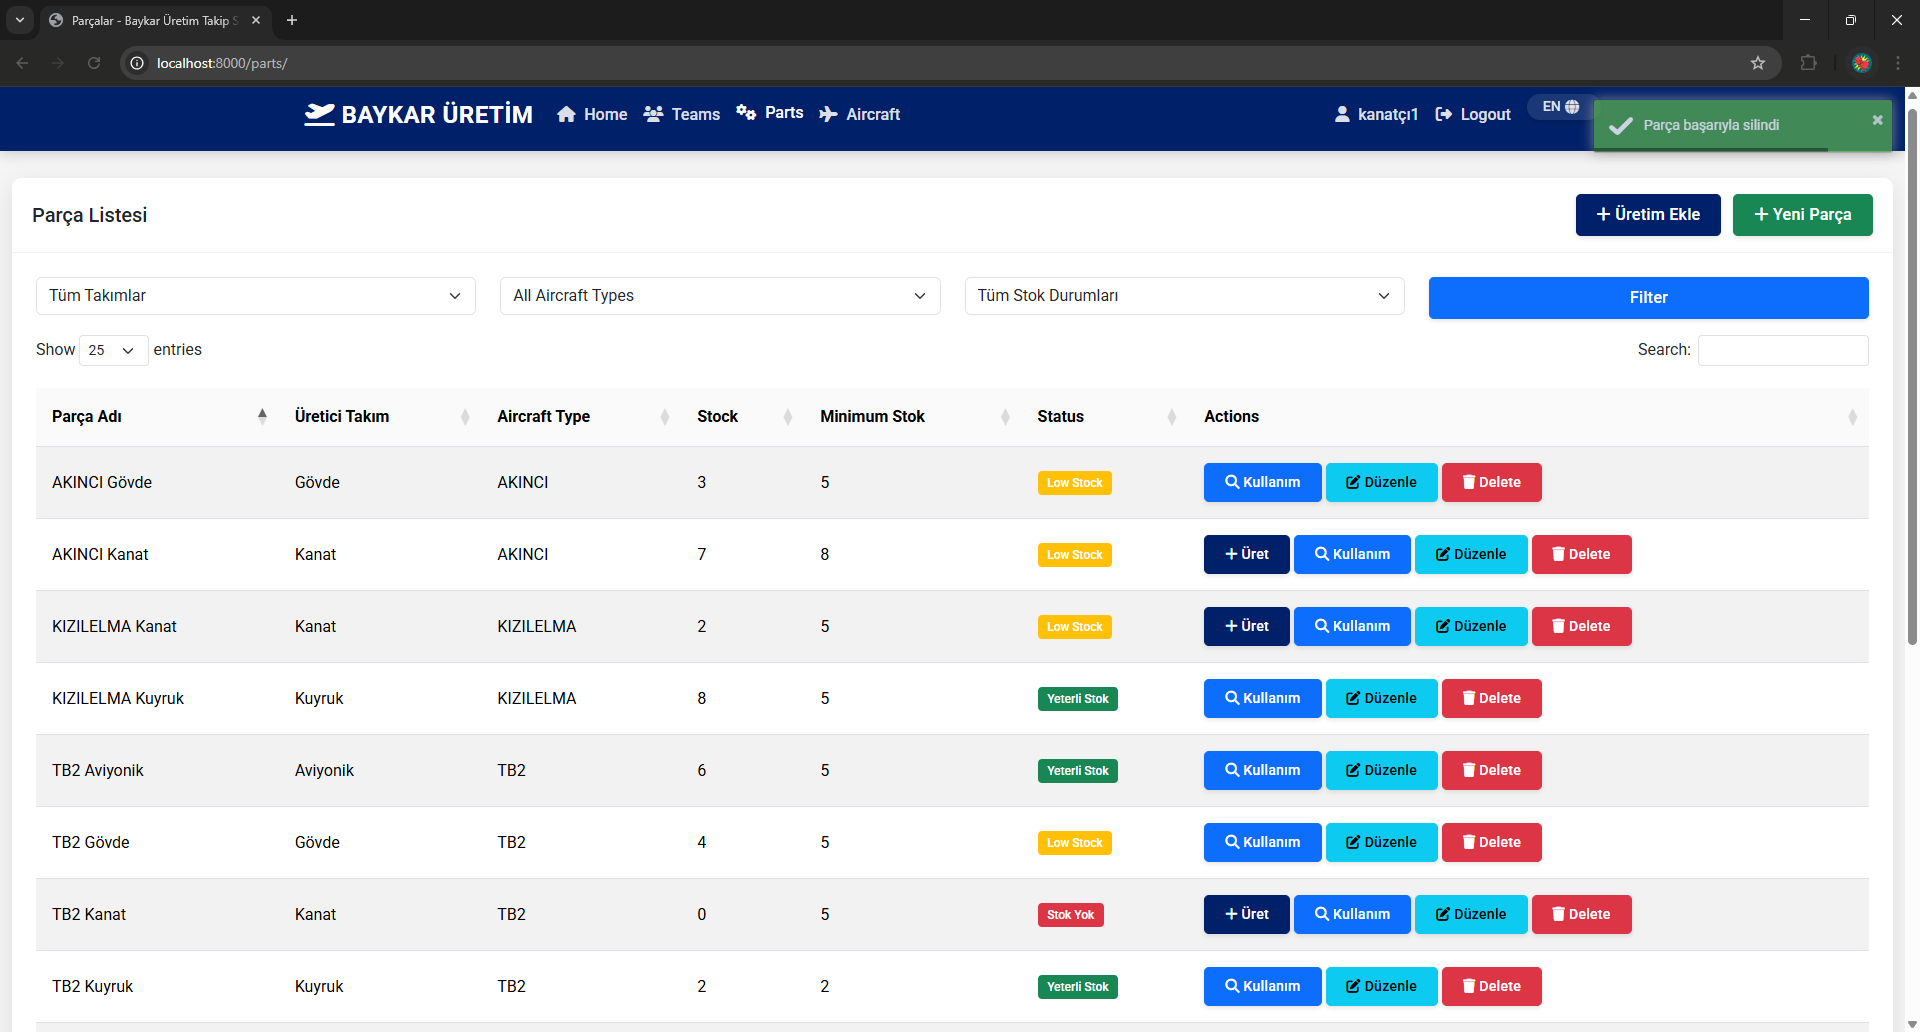 Parçalar - Baykar Üretim Takip S
localhost:8000/parts/
BAYKAR ÜRETİM Home Teams Parts Aircraft kanatçı1 Logout EN
Parça başarıyla silindi
Parça Listesi
Üretim Ekle Yeni Parça
Tüm Takımlar All Aircraft Types Tüm Stok Durumları Filter
Show 25 entries Search:
Parça Adı Üretici Takım Aircraft Type Stock Minimum Stok Status Actions
AKINCI Gövde Gövde AKINCI 3 5 Low Stock Kullanım Düzenle Delete
AKINCI Kanat Kanat AKINCI 7 8 Low Stock + Üret Kullanım Düzenle Delete
KIZILELMA Kanat Kanat KIZILELMA 2 5 Low Stock + Üret Kullanım Düzenle Delete
KIZILELMA Kuyruk Kuyruk KIZILELMA 8 5 Yeterli Stok Kullanım Düzenle Delete
TB2 Aviyonik Aviyonik TB2 6 5 Yeterli Stok Kullanım Düzenle Delete
TB2 Gövde Gövde TB2 4 5 Low Stock Kullanım Düzenle Delete
TB2 Kanat Kanat TB2 0 5 Stok Yok + Üret Kullanım Düzenle Delete
TB2 Kuyruk Kuyruk TB2 2 2 Yeterli Stok Kullanım Düzenle Delete